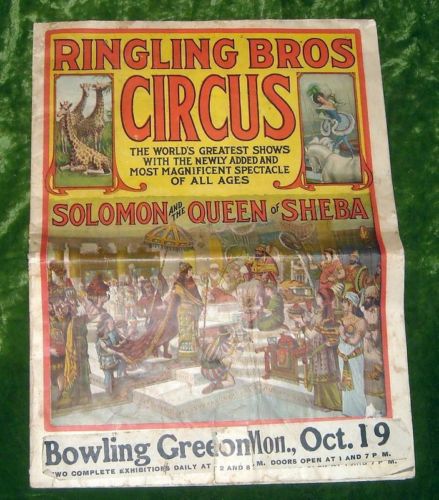 RINGLING BROS
CIRCUS
THE WORLD'S GREATEST SHOWS
WITH THE NEWLY ADDED AND
MOST MAGNIFICENT SPECTACLE
OF ALL AGES
SOLOMON AND THE QUEEN of SHEBA
Bowling GreeonMon., Oct. 19
TWO COMPLETE EXHIBITIONS DAILY AT 2 AND 8 P.M. DOORS OPEN AT 1 AND 7 P.M.